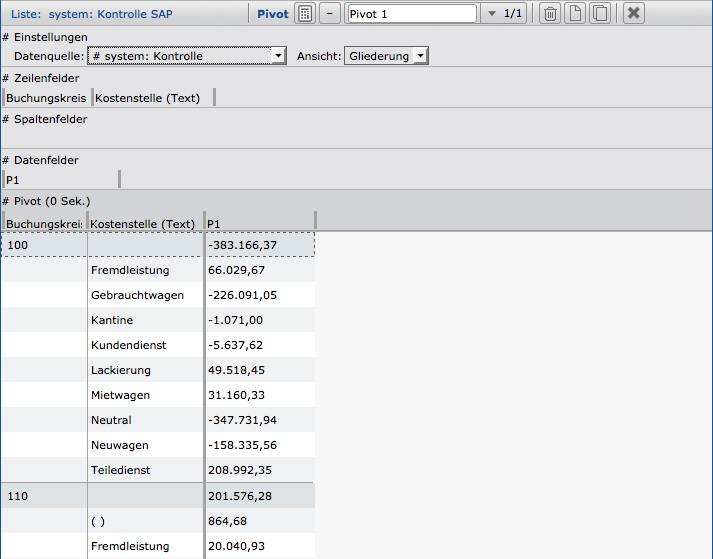 Liste: system: Kontrolle SAP Pivot – Pivot 1 1/1
# Einstellungen
Datenquelle: # system: Kontrolle Ansicht: Gliederung
# Zeilenfelder
Buchungskreis Kostenstelle (Text)
# Spaltenfelder
# Datenfelder
P1
# Pivot (0 Sek.)
Buchungskreis Kostenstelle (Text) P1
100 -383.166,37
Fremdleistung 66.029,67
Gebrauchtwagen -226.091,05
Kantine -1.071,00
Kundendienst -5.637,62
Lackierung 49.518,45
Mietwagen 31.160,33
Neutral -347.731,94
Neuwagen -158.335,56
Teiledienst 208.992,35
110 201.576,28
( ) 864,68
Fremdleistung 20.040,93